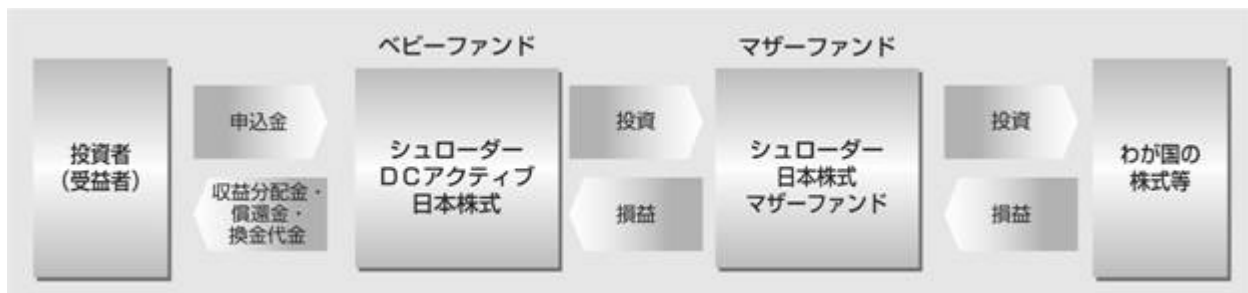 ベビーファンド
マザーファンド
投資者
(受益者)
申込金
収益分配金・
償還金・
換金代金
シュローダー
DCアクティブ
日本株式
投資
損益
シュローダー
日本株式
マザーファンド
投資
損益
わが国の
株式等